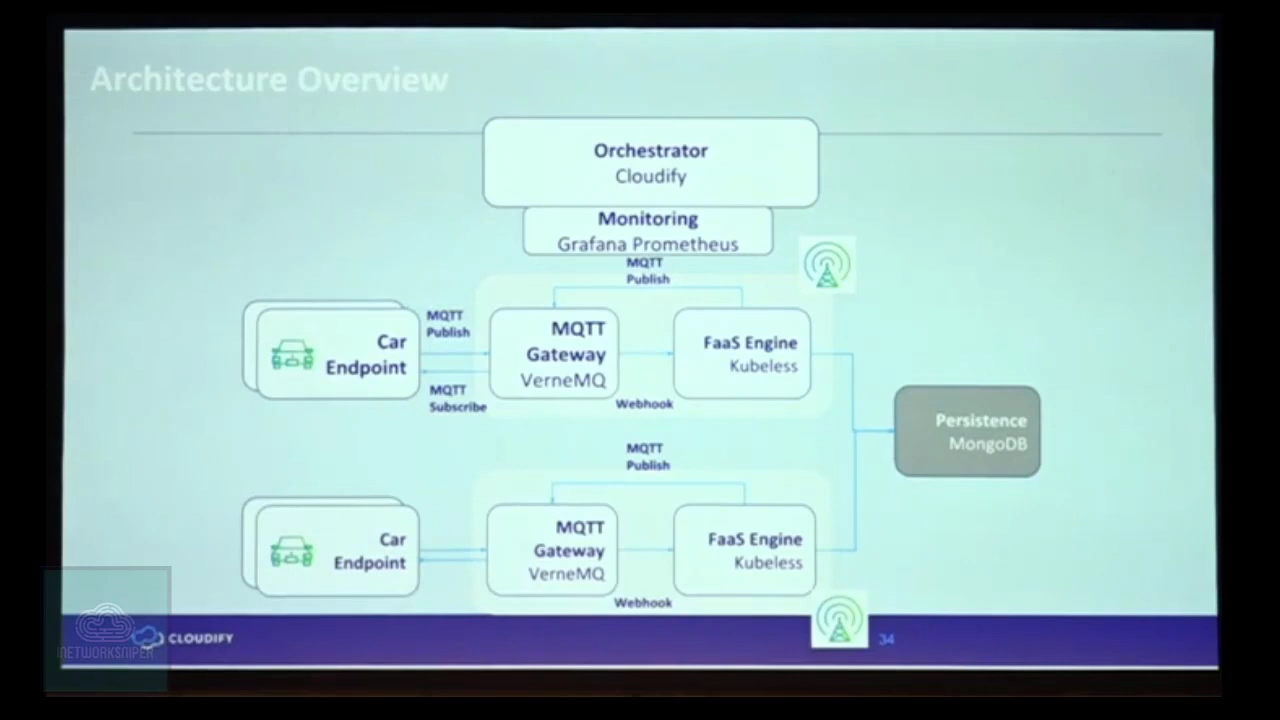 Architecture Overview
Orchestrator
Cloudify
Monitoring
Grafana Prometheus
MQTT
Publish
Car
Endpoint
MQTT
Publish
MQTT
Subscribe
MQTT
Gateway
VerneMQ
Webhook
FaaS Engine
Kubeless
Persistence
MongoDB
MQTT
Publish
Car
Endpoint
MQTT
Gateway
VerneMQ
Webhook
FaaS Engine
Kubeless
CLOUDIFY
INETWORKSNIPER
34